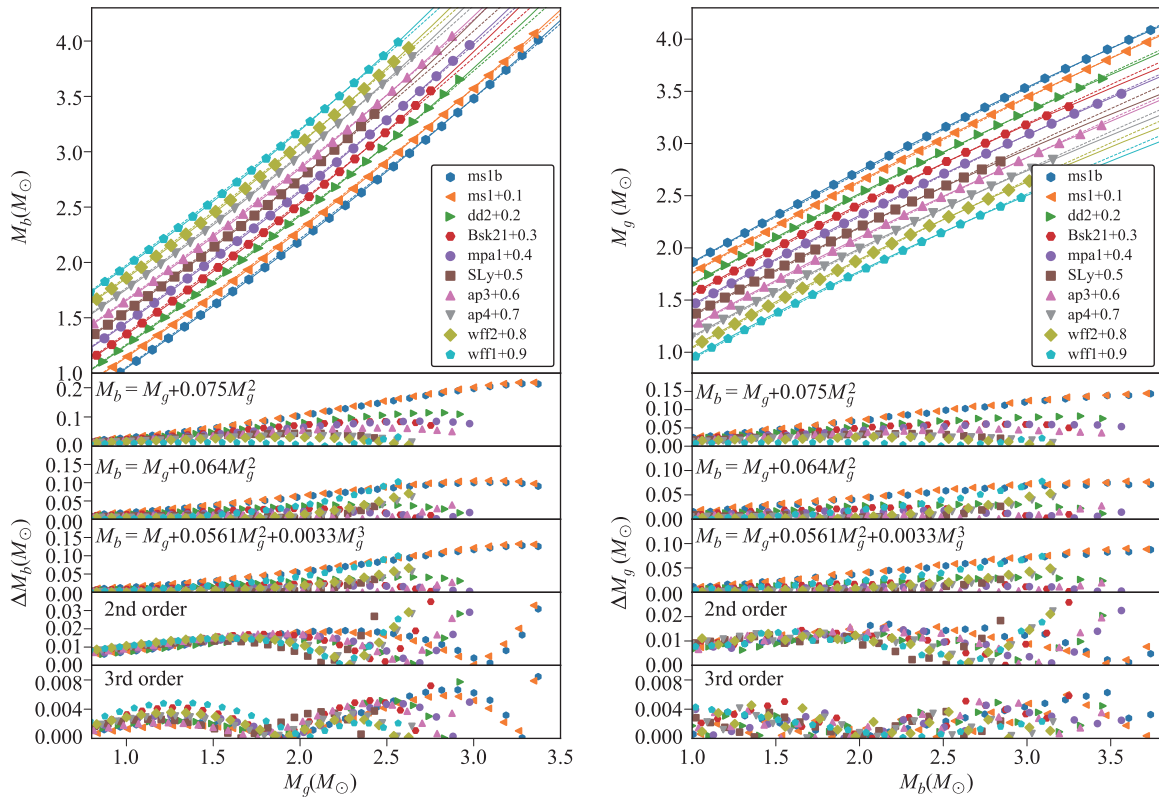 4.0
3.5
3.0
2.5
2.0
1.5
1.0
M_b(M_⊙)
ms1b
ms1+0.1
dd2+0.2
Bsk21+0.3
mpa1+0.4
SLy+0.5
ap3+0.6
ap4+0.7
wff2+0.8
wff1+0.9
0.2
0.1
0.0
M_b = M_g+0.075M_g^2
0.15
0.10
0.05
0.00
M_b = M_g+0.064M_g^2
0.15
0.10
0.05
0.00
M_b = M_g+0.0561M_g^2+0.0033M_g^3
ΔM_b(M_⊙)
0.03
0.02
0.01
0.00
2nd order
0.008
0.004
0.000
3rd order
1.0 1.5 2.0 2.5 3.0 3.5
M_g(M_⊙)
4.0
3.5
3.0
2.5
2.0
1.5
1.0
M_g (M_⊙)
ms1b
ms1+0.1
dd2+0.2
Bsk21+0.3
mpa1+0.4
SLy+0.5
ap3+0.6
ap4+0.7
wff2+0.8
wff1+0.9
0.15
0.10
0.05
0.00
M_b = M_g+0.075M_g^2
0.10
0.05
0.00
M_b = M_g+0.064M_g^2
0.10
0.05
0.00
M_b = M_g+0.0561M_g^2+0.0033M_g^3
ΔM_g (M_⊙)
0.02
0.01
0.00
2nd order
0.008
0.004
0.000
3rd order
1.0 1.5 2.0 2.5 3.0 3.5
M_b(M_⊙)